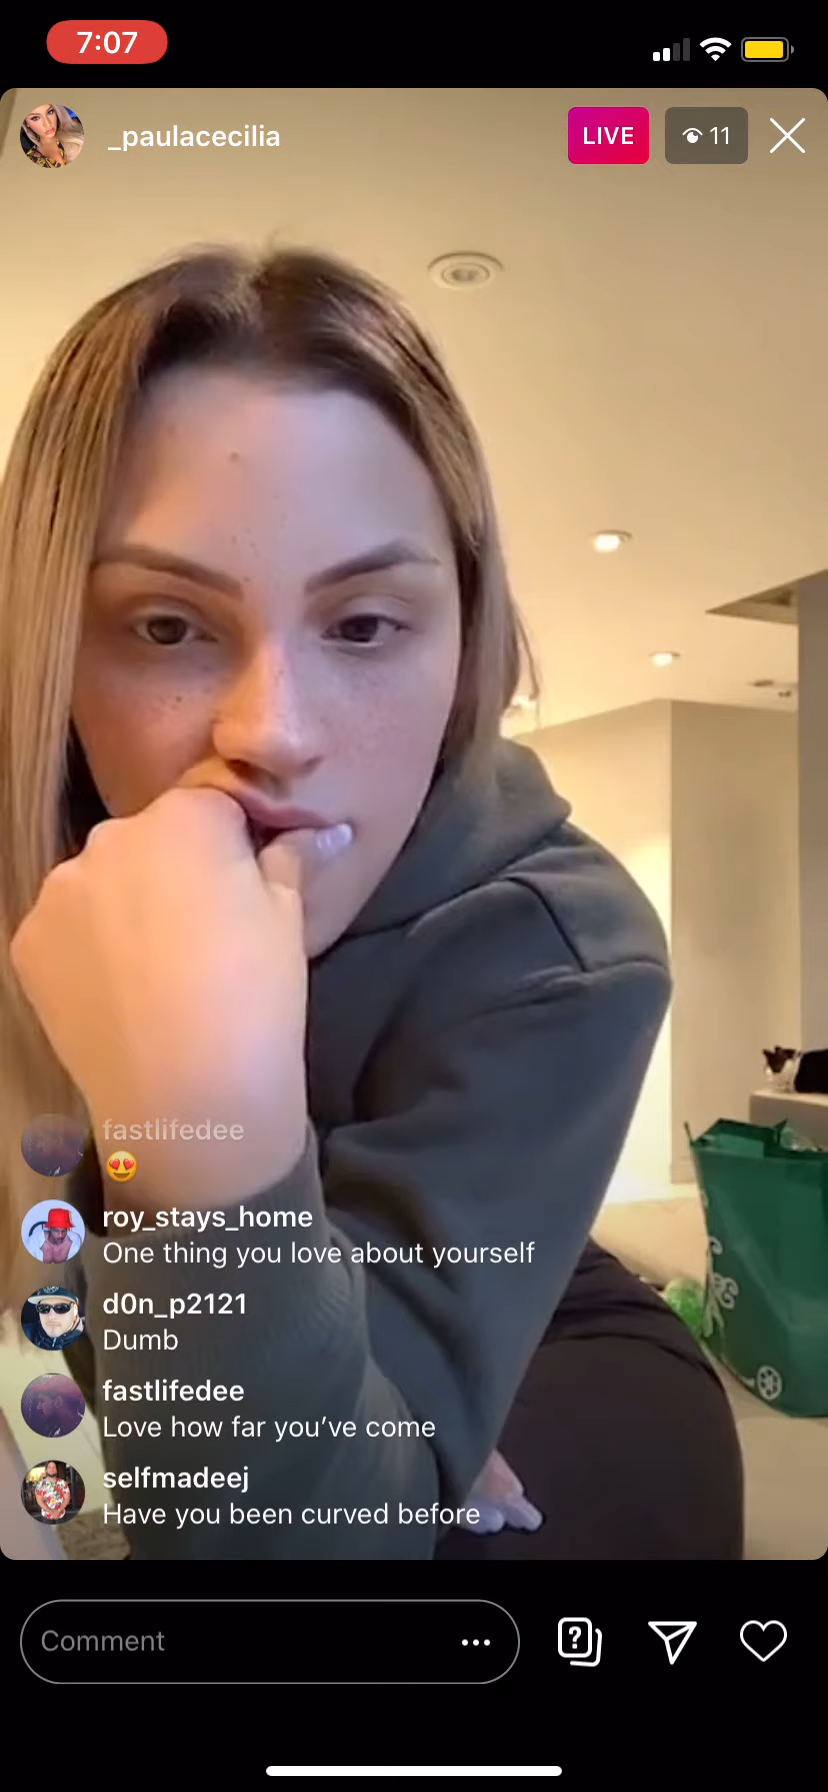 7:07
_paulacecilia
LIVE
11
fastlifedee
😍
roy_stays_home
One thing you love about yourself
d0n_p2121
Dumb
fastlifedee
Love how far you’ve come
selfmadeej
Have you been curved before
Comment